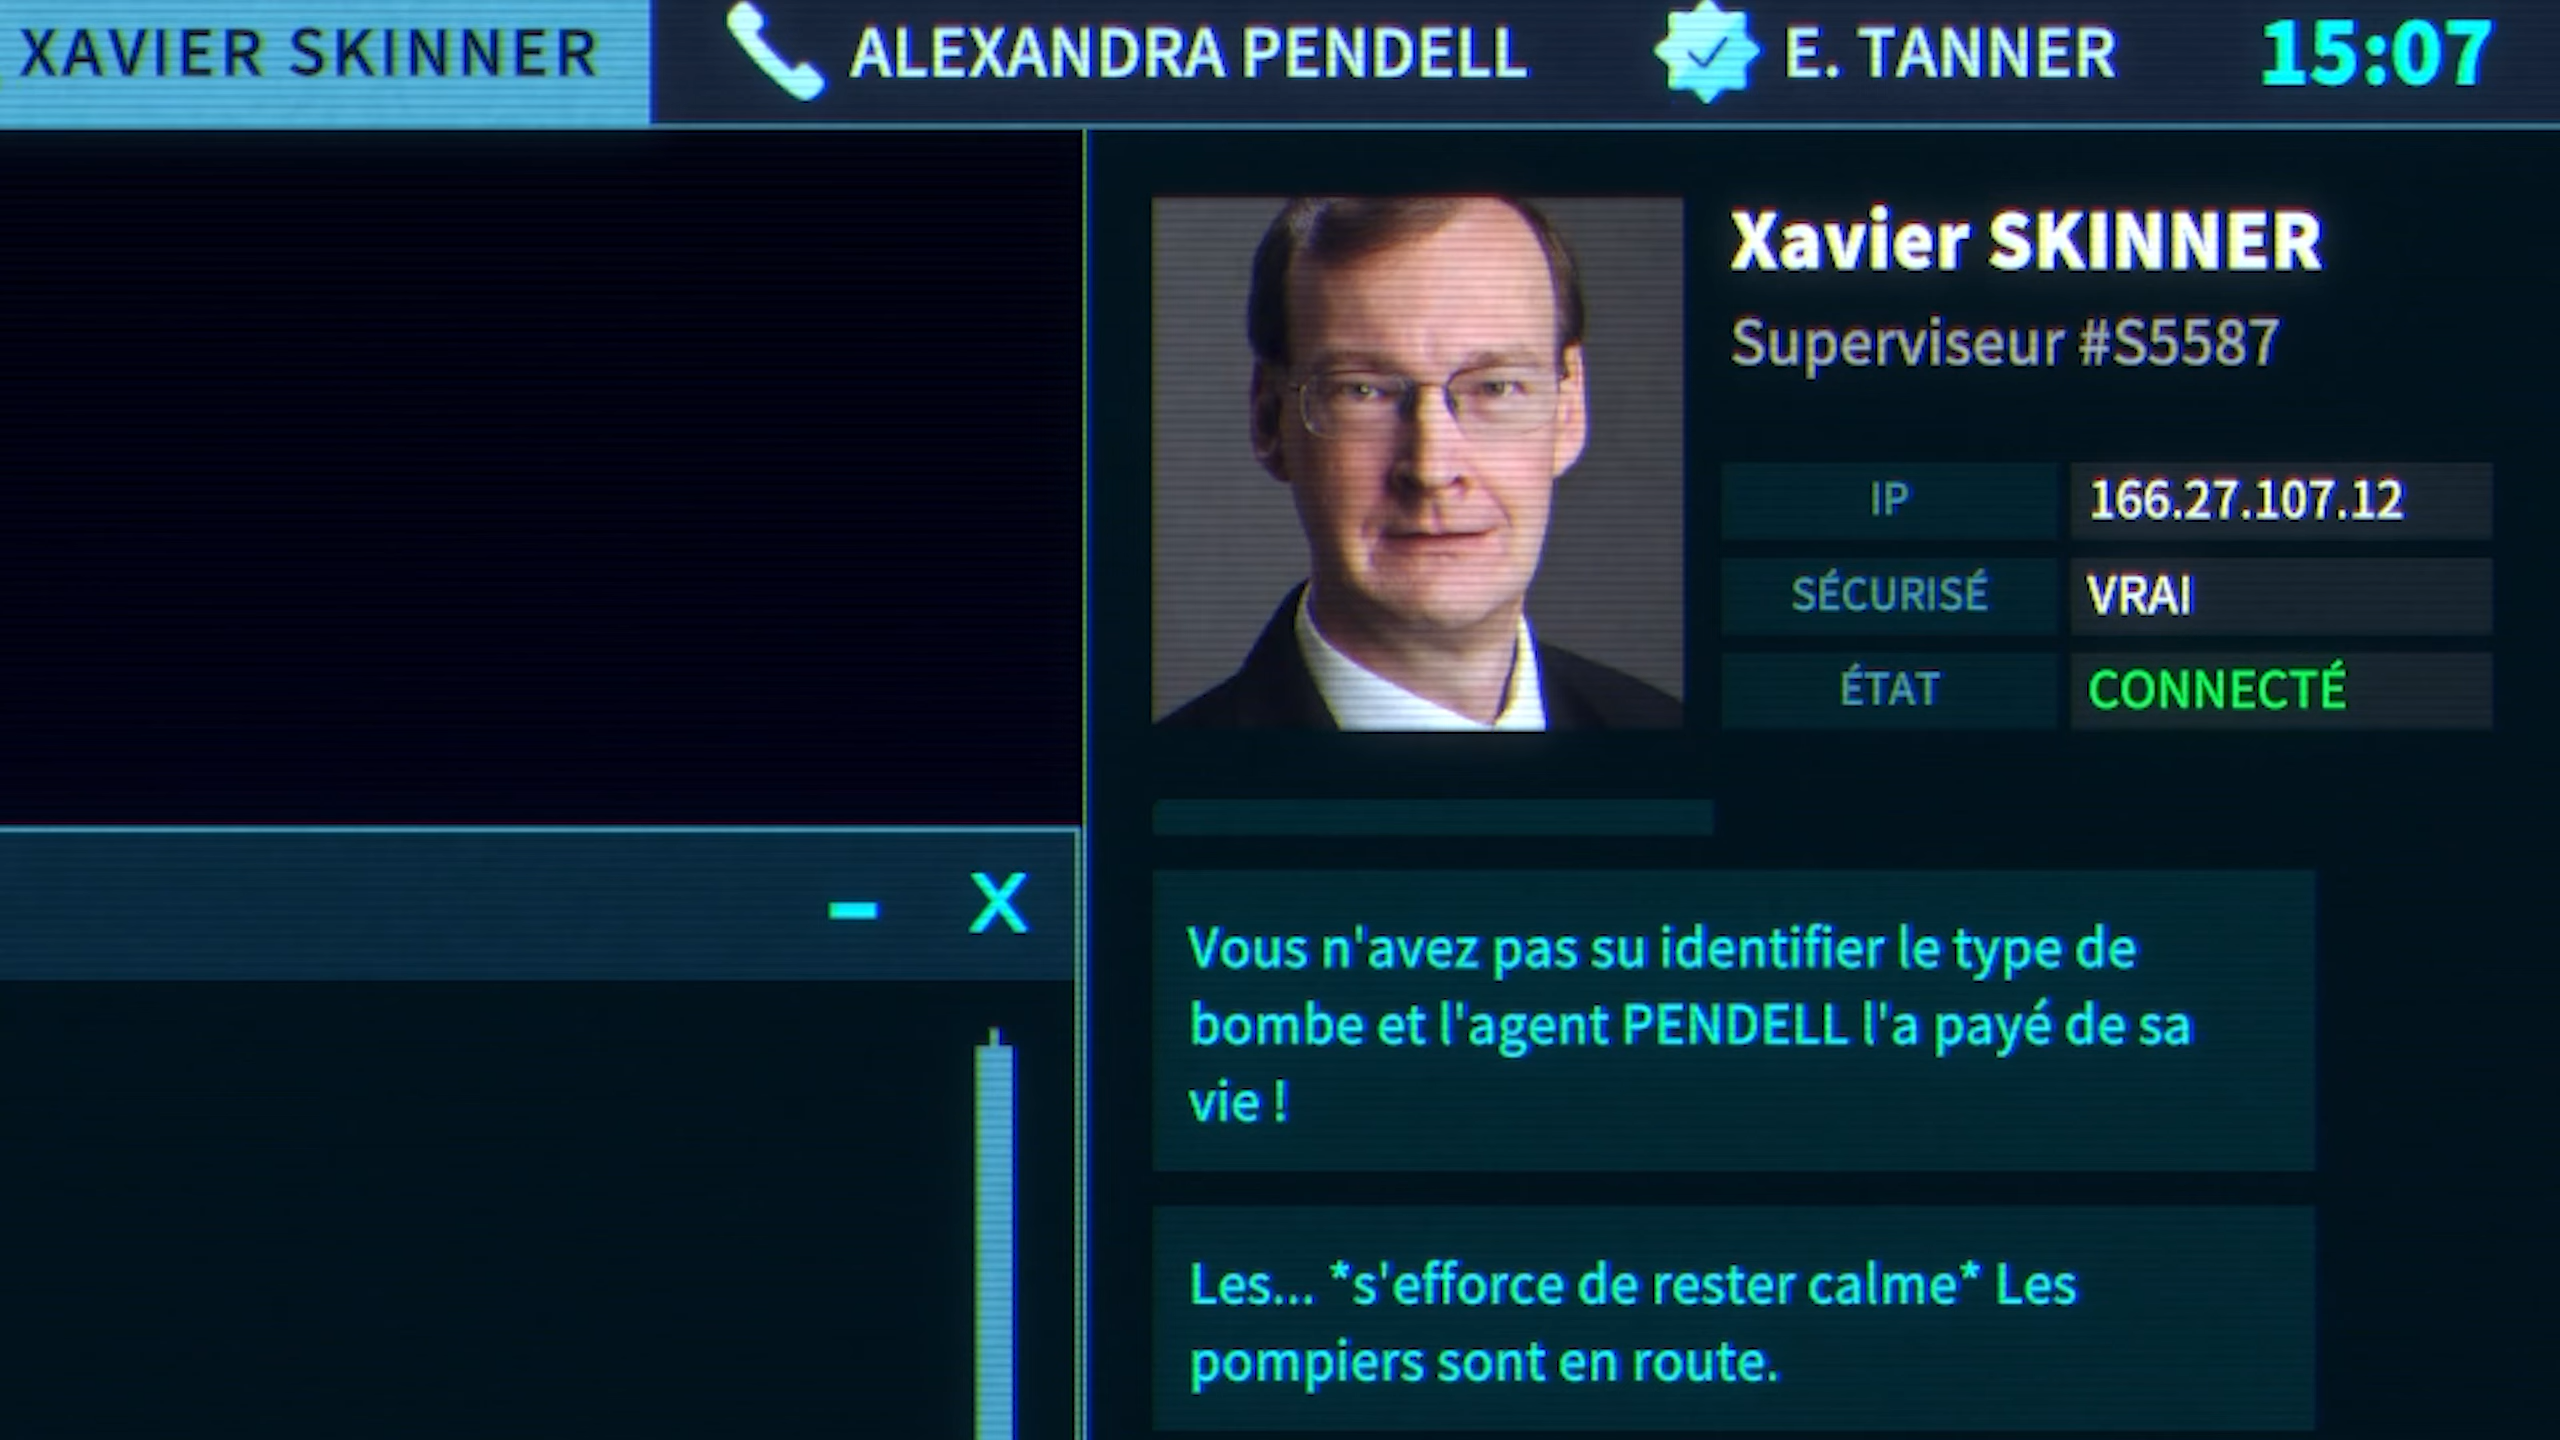 XAVIER SKINNER
ALEXANDRA PENDELL
E. TANNER
15:07
Xavier SKINNER
Superviseur #S5587
IP
166.27.107.12
SÉCURISÉ
VRAI
ÉTAT
CONNECTÉ
– X
Vous n'avez pas su identifier le type de
bombe et l'agent PENDELL l'a payé de sa
vie !
Les... *s'efforce de rester calme* Les
pompiers sont en route.